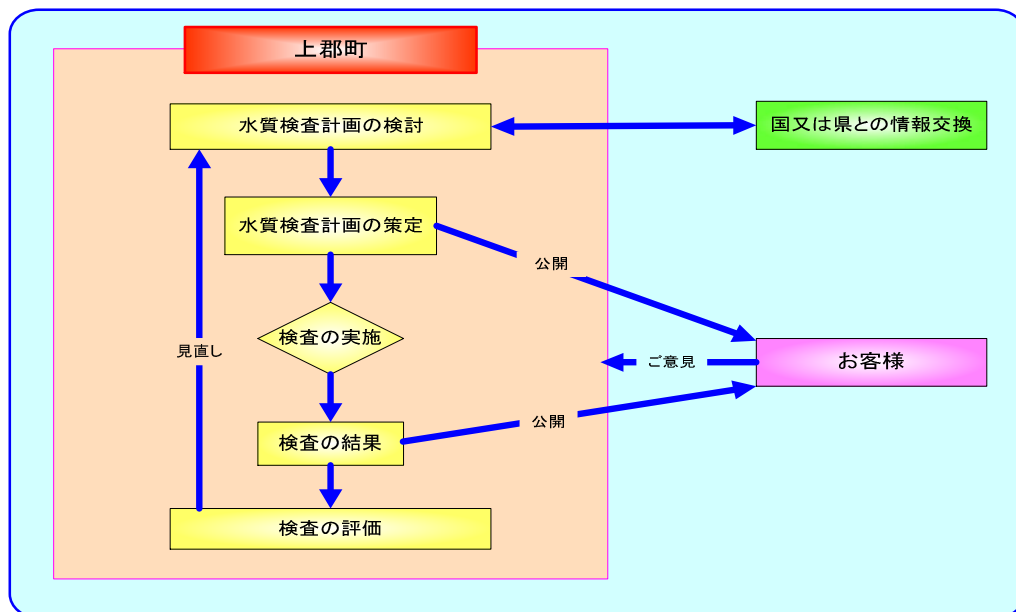 上郡町
水質検査計画の検討
国又は県との情報交換
水質検査計画の策定
公開
検査の実施
見直し
ご意見
お客様
公開
検査の結果
検査の評価